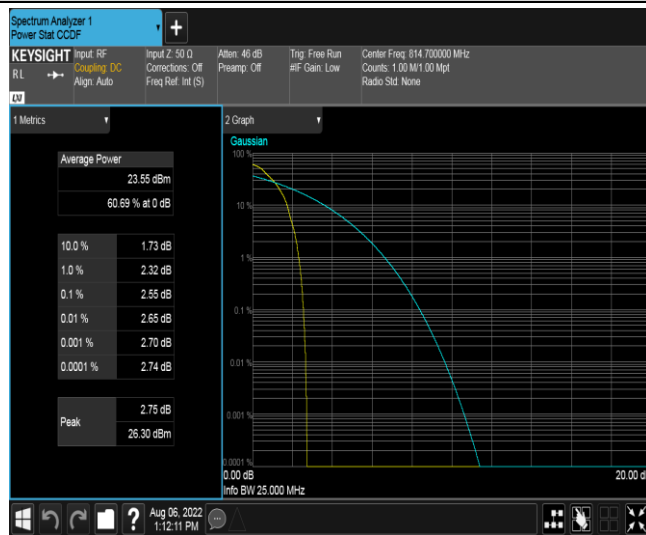 Spectrum Analyzer 1
Power Stat CCDF
+
KEYSIGHT
RL
LXI
Input: RF
Coupling: DC
Align: Auto
Input Z: 50 Ω
Corrections: Off
Freq Ref: Int (S)
Atten: 46 dB
Preamp: Off
Trig: Free Run
#IF Gain: Low
Center Freq: 814.700000 MHz
Counts: 1.00 M/1.00 Mpt
Radio Std: None
1 Metrics
Average Power
23.55 dBm
60.69 % at 0 dB
10.0 % 1.73 dB
1.0 % 2.32 dB
0.1 % 2.55 dB
0.01 % 2.65 dB
0.001 % 2.70 dB
0.0001 % 2.74 dB
Peak
2.75 dB
26.30 dBm
2 Graph
Gaussian
100 %
10 %
1 %
0.1 %
0.01 %
0.001 %
0.0001 %
0.00 dB
20.00 d
Info BW 25.000 MHz
?
Aug 06, 2022
1:12:11 PM